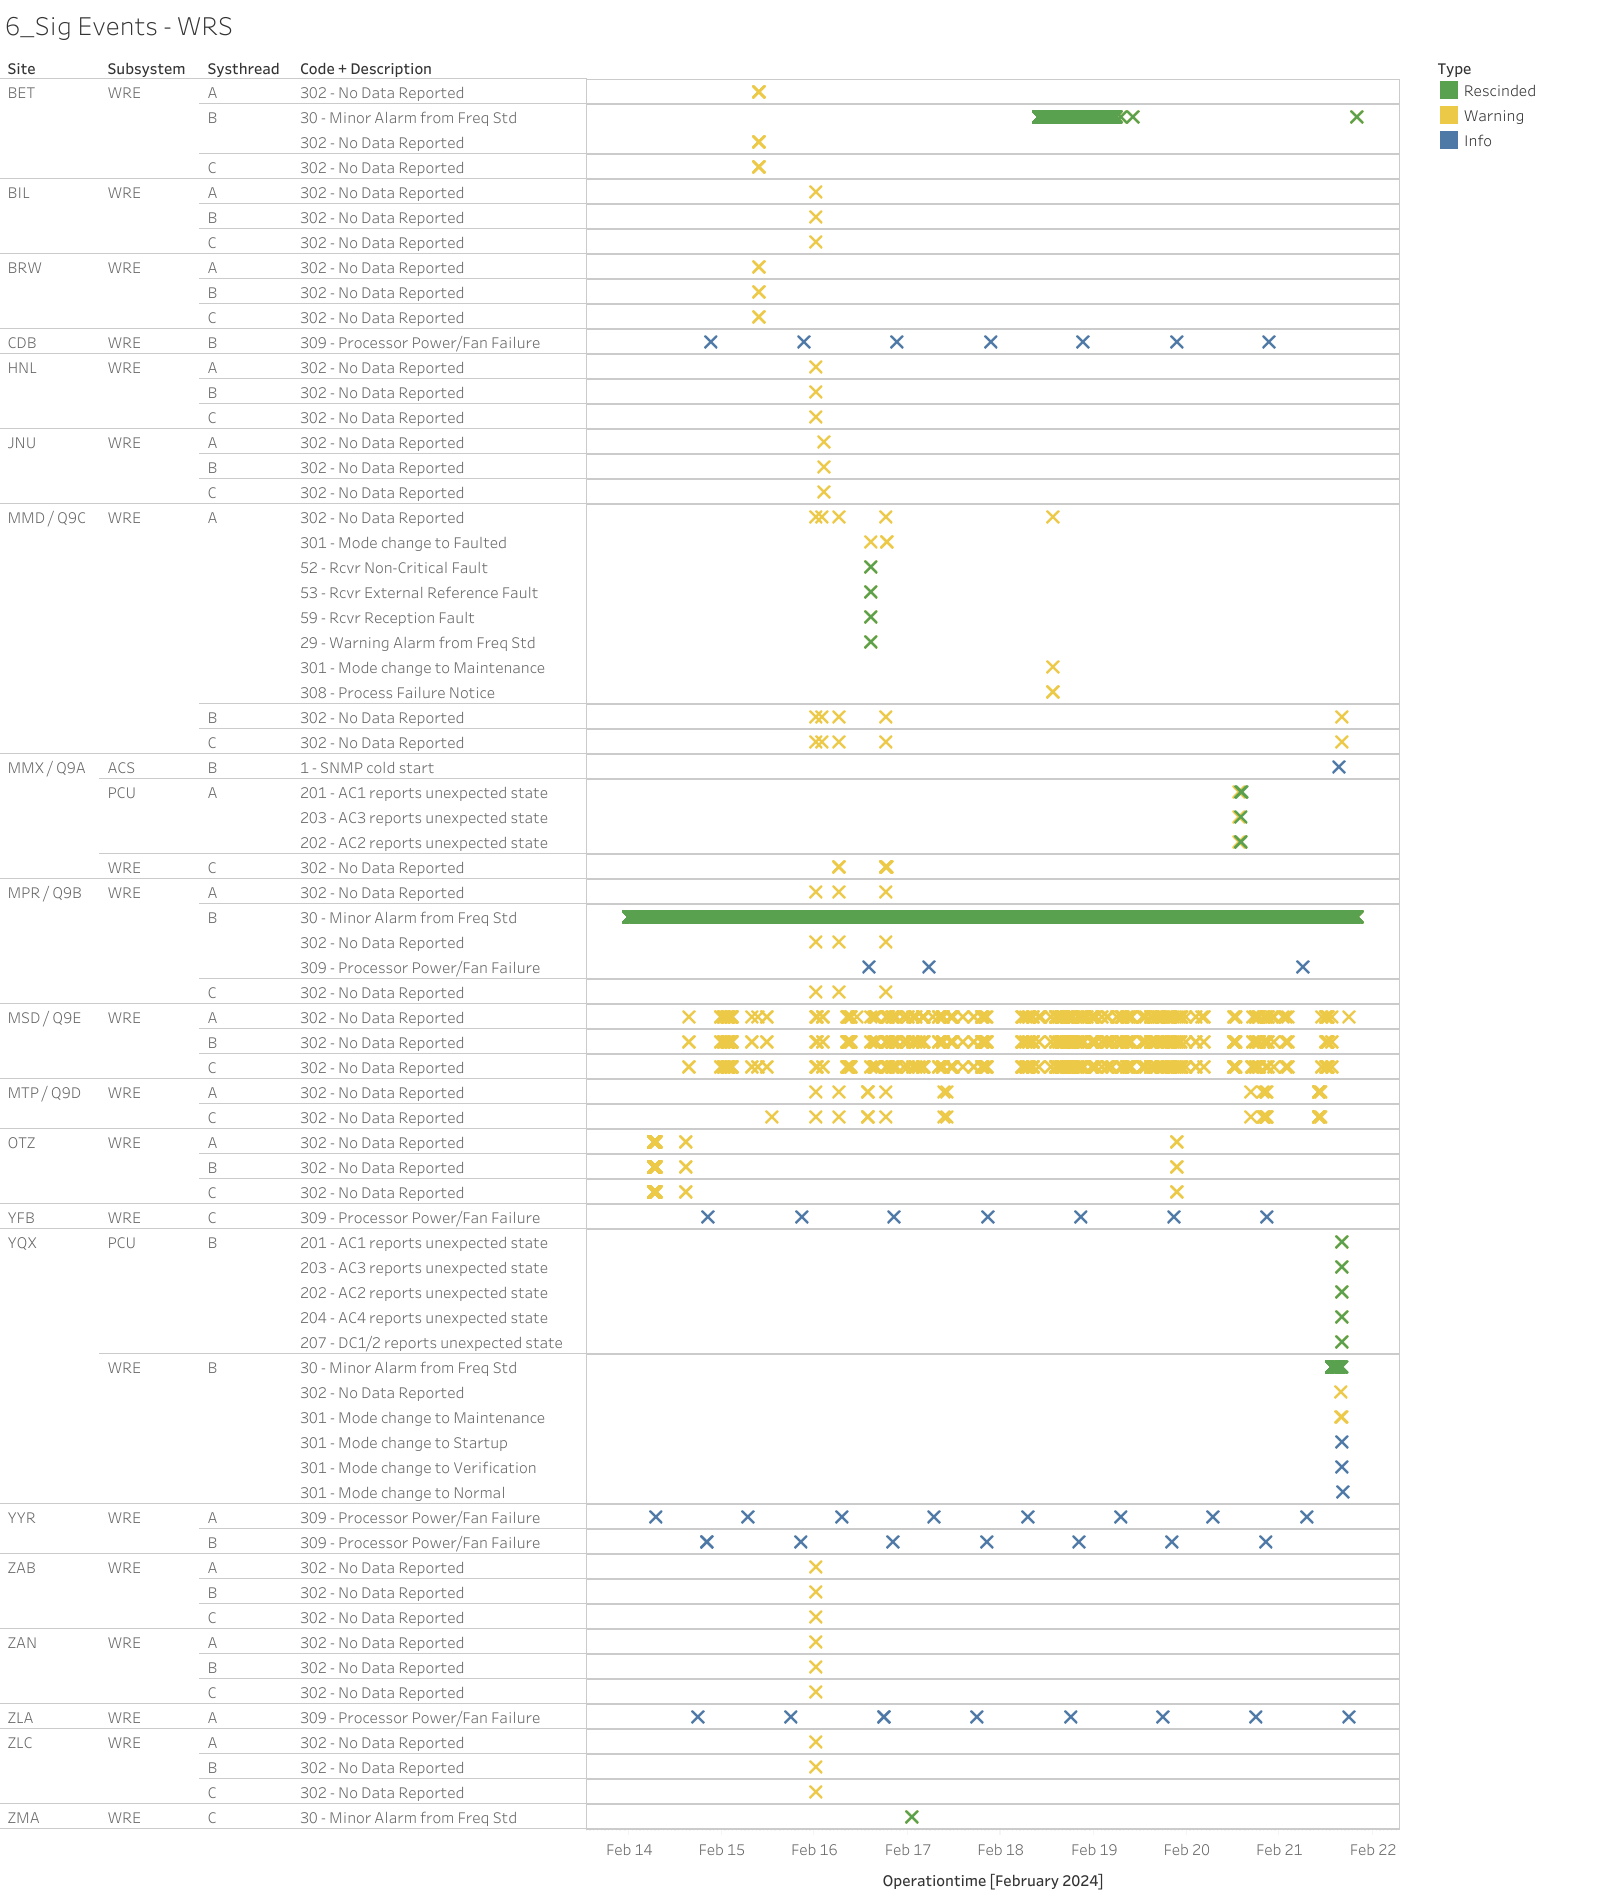 6_Sig Events - WRS
Site Subsystem Systhread Code + Description
Type
Rescinded
Warning
Info
BET WRE A 302 - No Data Reported
B 30 - Minor Alarm from Freq Std
302 - No Data Reported
C 302 - No Data Reported
BIL WRE A 302 - No Data Reported
B 302 - No Data Reported
C 302 - No Data Reported
BRW WRE A 302 - No Data Reported
B 302 - No Data Reported
C 302 - No Data Reported
CDB WRE B 309 - Processor Power/Fan Failure
HNL WRE A 302 - No Data Reported
B 302 - No Data Reported
C 302 - No Data Reported
JNU WRE A 302 - No Data Reported
B 302 - No Data Reported
C 302 - No Data Reported
MMD / Q9C WRE A 302 - No Data Reported
301 - Mode change to Faulted
52 - Rcvr Non-Critical Fault
53 - Rcvr External Reference Fault
59 - Rcvr Reception Fault
29 - Warning Alarm from Freq Std
301 - Mode change to Maintenance
308 - Process Failure Notice
B 302 - No Data Reported
C 302 - No Data Reported
MMX / Q9A ACS B 1 - SNMP cold start
PCU A 201 - AC1 reports unexpected state
203 - AC3 reports unexpected state
202 - AC2 reports unexpected state
WRE C 302 - No Data Reported
MPR / Q9B WRE A 302 - No Data Reported
B 30 - Minor Alarm from Freq Std
302 - No Data Reported
309 - Processor Power/Fan Failure
C 302 - No Data Reported
MSD / Q9E WRE A 302 - No Data Reported
B 302 - No Data Reported
C 302 - No Data Reported
MTP / Q9D WRE A 302 - No Data Reported
C 302 - No Data Reported
OTZ WRE A 302 - No Data Reported
B 302 - No Data Reported
C 302 - No Data Reported
YFB WRE C 309 - Processor Power/Fan Failure
YQX PCU B 201 - AC1 reports unexpected state
203 - AC3 reports unexpected state
202 - AC2 reports unexpected state
204 - AC4 reports unexpected state
207 - DC1/2 reports unexpected state
WRE B 30 - Minor Alarm from Freq Std
302 - No Data Reported
301 - Mode change to Maintenance
301 - Mode change to Startup
301 - Mode change to Verification
301 - Mode change to Normal
YYR WRE A 309 - Processor Power/Fan Failure
B 309 - Processor Power/Fan Failure
ZAB WRE A 302 - No Data Reported
B 302 - No Data Reported
C 302 - No Data Reported
ZAN WRE A 302 - No Data Reported
B 302 - No Data Reported
C 302 - No Data Reported
ZLA WRE A 309 - Processor Power/Fan Failure
ZLC WRE A 302 - No Data Reported
B 302 - No Data Reported
C 302 - No Data Reported
ZMA WRE C 30 - Minor Alarm from Freq Std
Feb 14 Feb 15 Feb 16 Feb 17 Feb 18 Feb 19 Feb 20 Feb 21 Feb 22
Operationtime [February 2024]